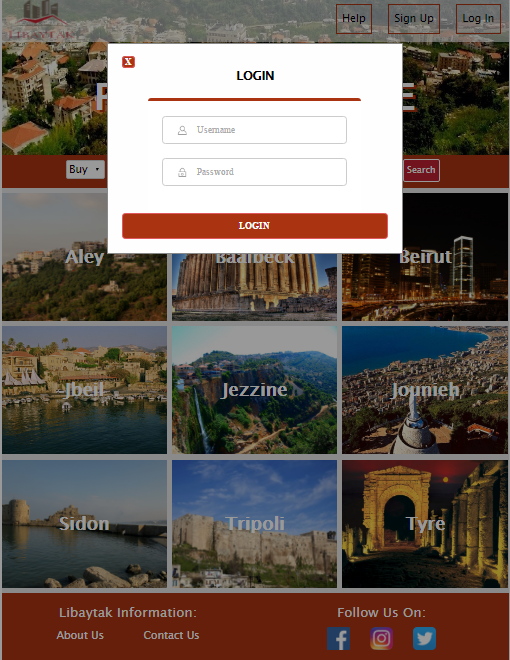 Help Sign Up Log In
X
LOGIN
Username
Password
LOGIN
Buy
Search
Aley Baalbeck Beirut
Jbeil Jezzine Jounieh
Sidon Tripoli Tyre
Libaytak Information: Follow Us On:
About Us Contact Us